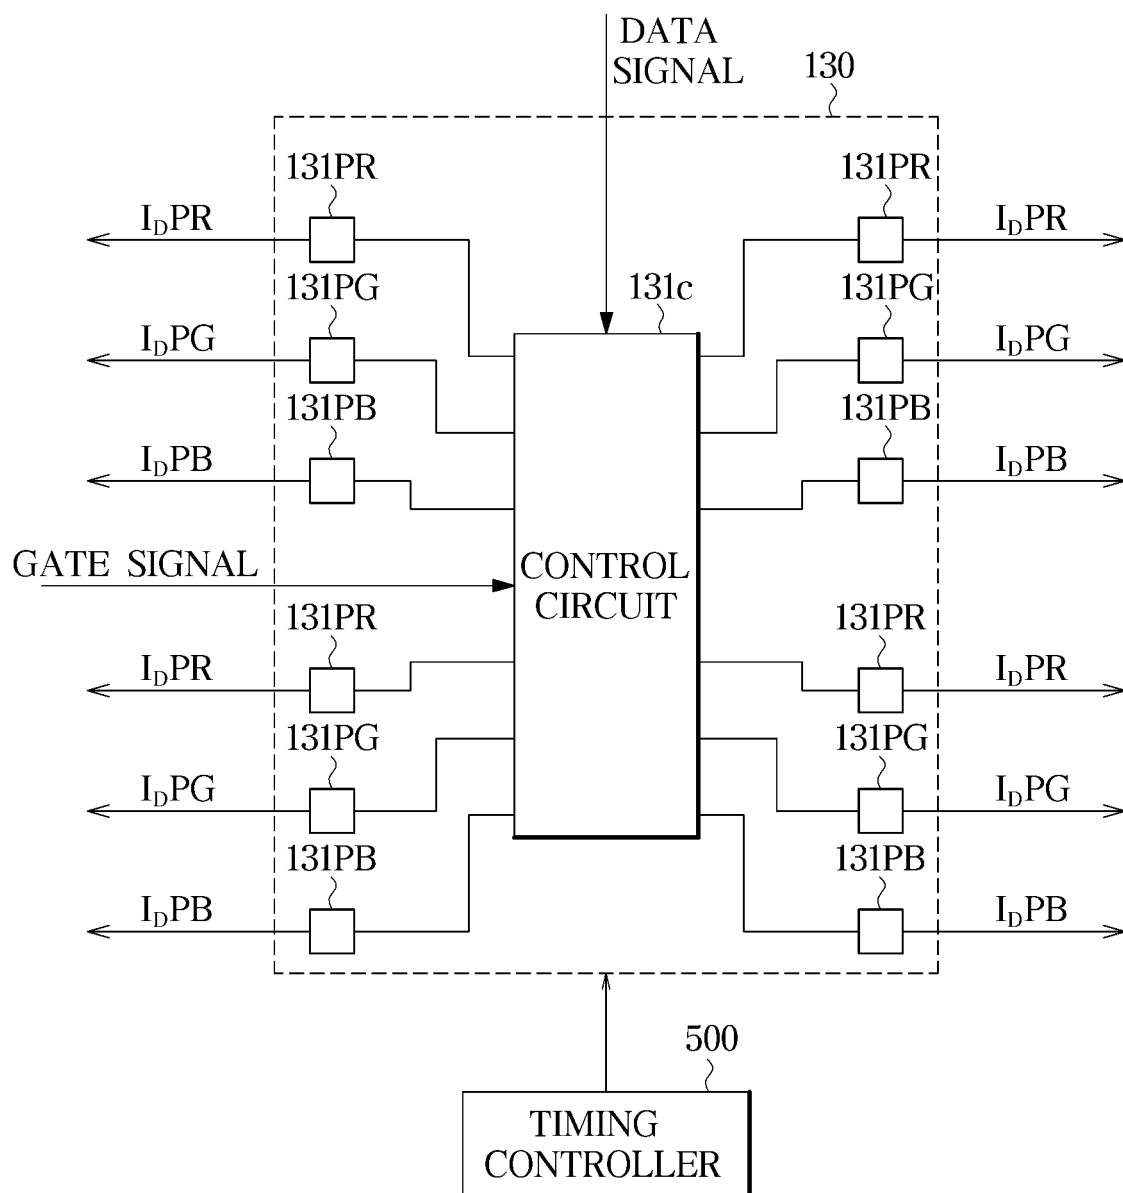 DATA
SIGNAL
130
131PR
131PR
IDPR
IDPR
131PG
131c
131PG
IDPG
IDPG
131PB
131PB
IDPB
IDPB
GATE SIGNAL
CONTROL
CIRCUIT
131PR
131PR
IDPR
IDPR
131PG
131PG
IDPG
IDPG
131PB
131PB
IDPB
IDPB
500
TIMING
CONTROLLER